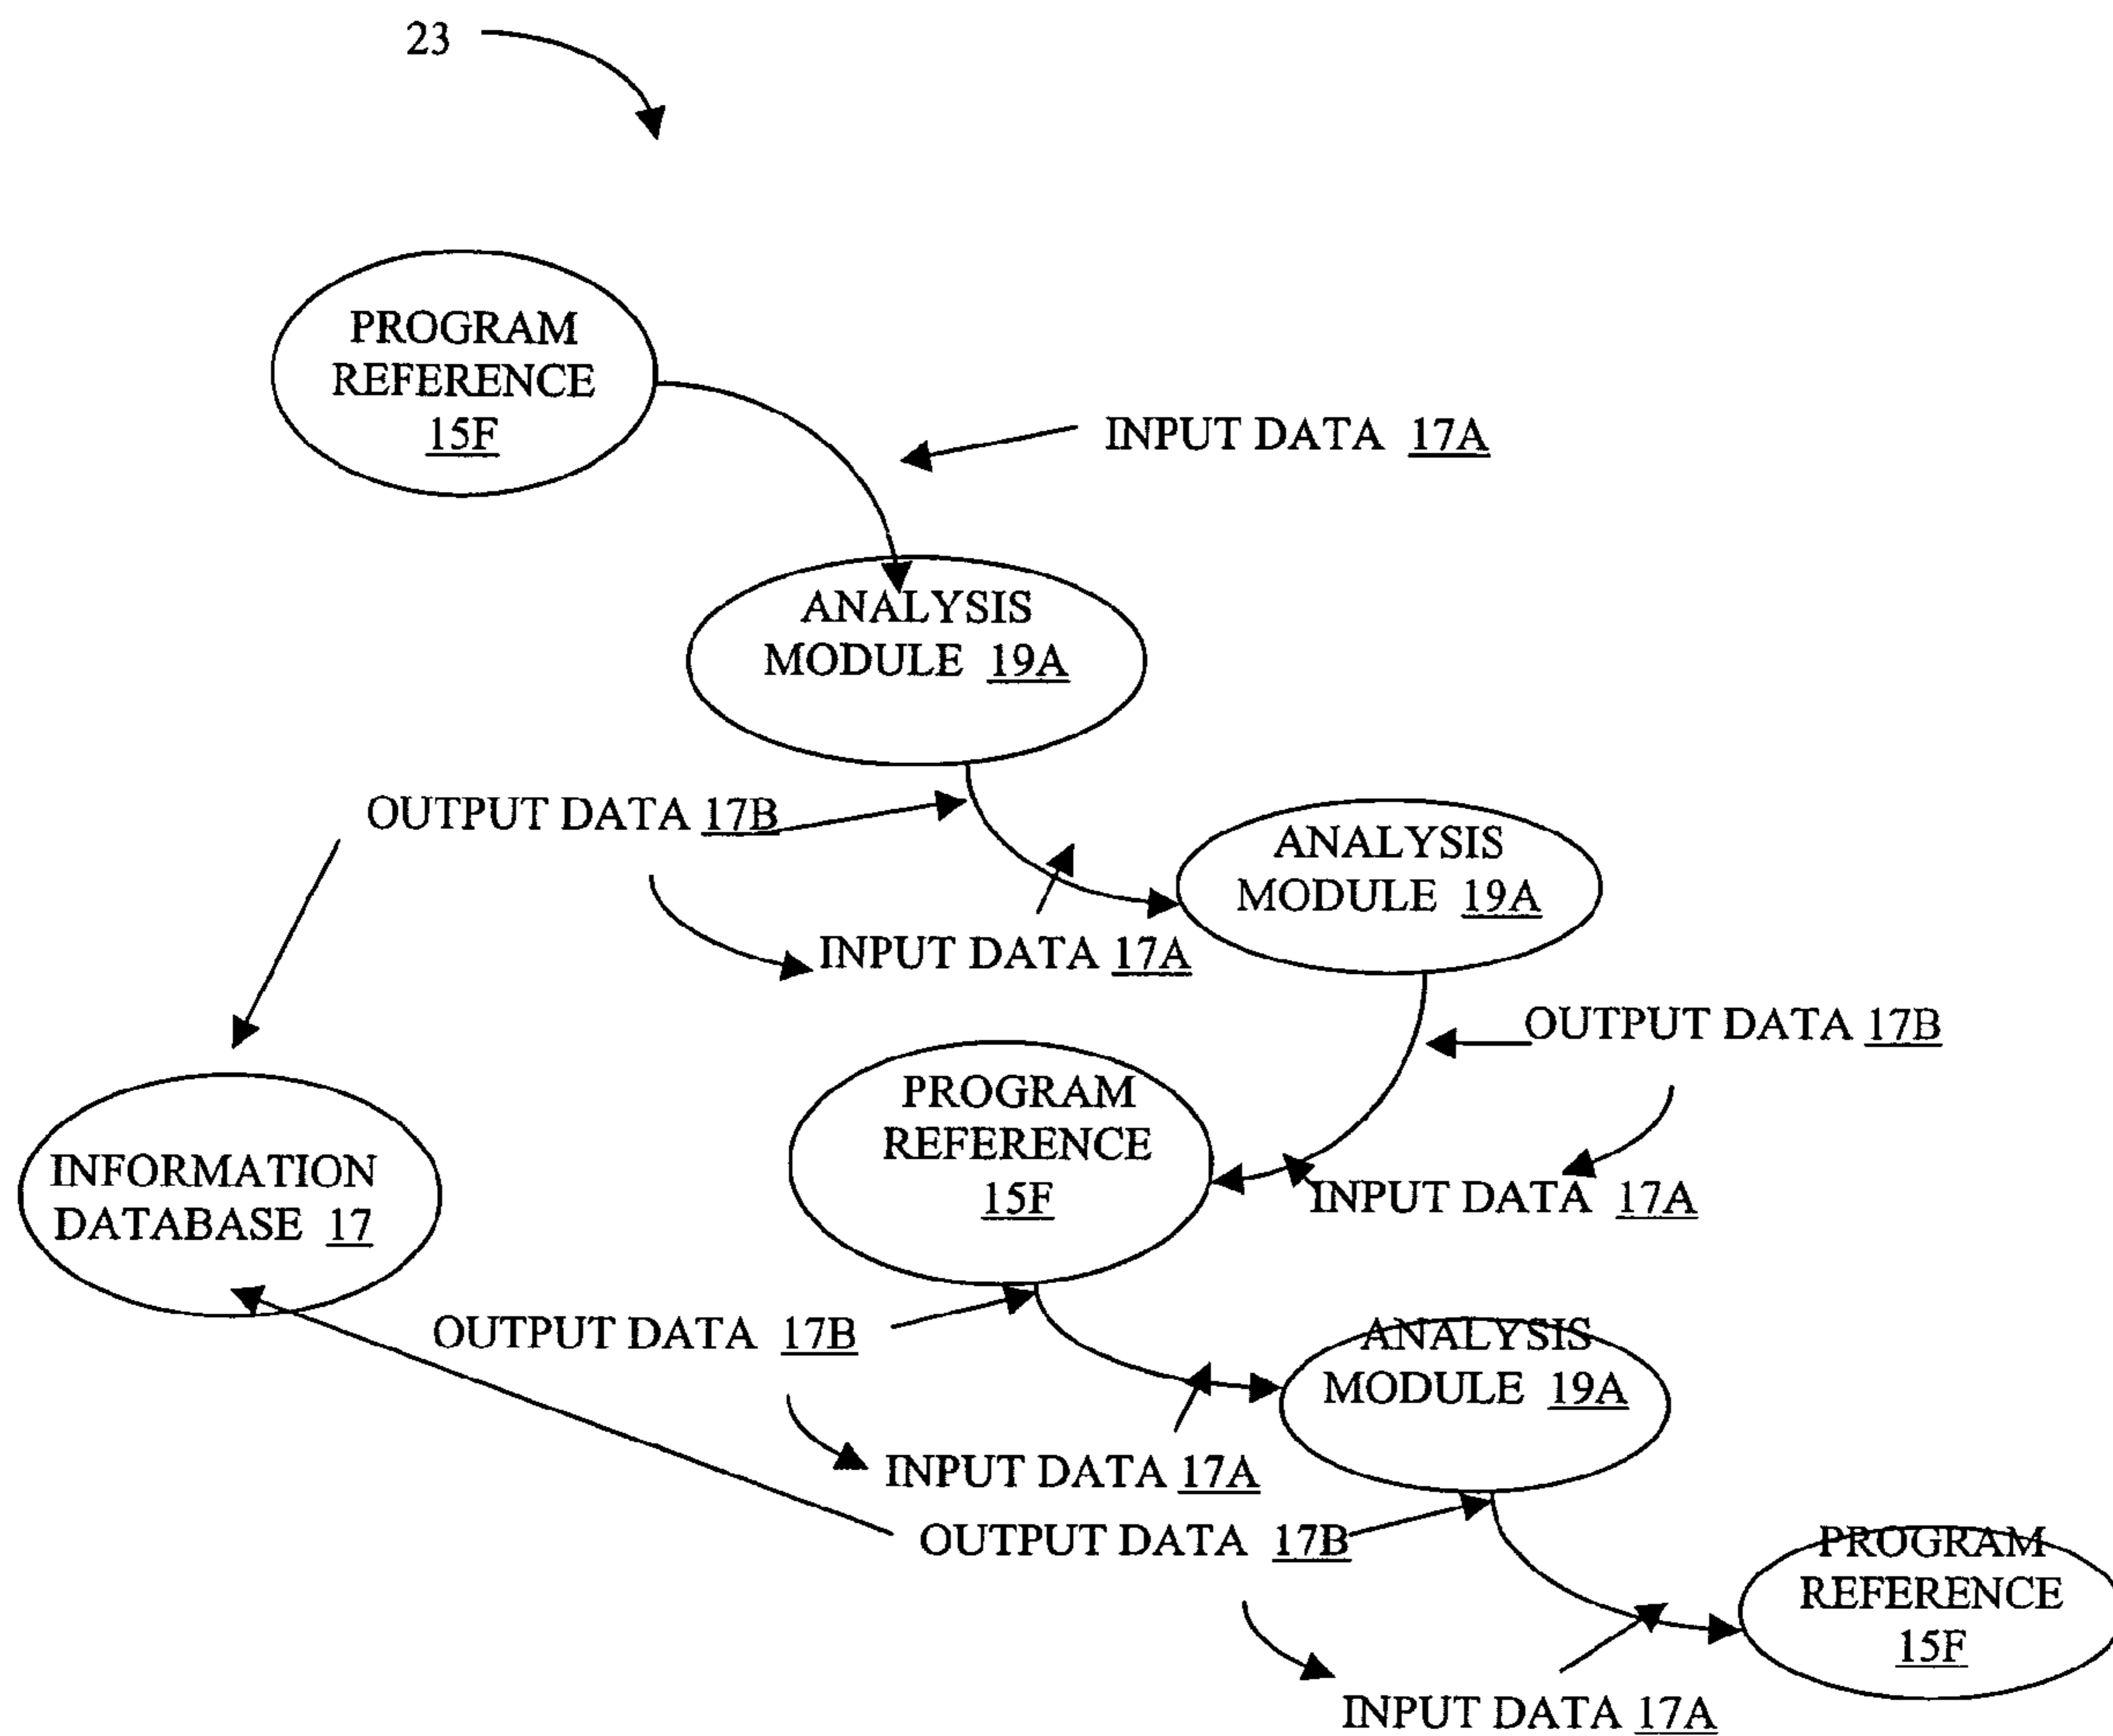 23
PROGRAM
REFERENCE
15F
INPUT DATA 17A
ANALYSIS
MODULE 19A
OUTPUT DATA 17B
ANALYSIS
MODULE 19A
INPUT DATA 17A
OUTPUT DATA 17B
PROGRAM
REFERENCE
15F
INFORMATION
DATABASE 17
INPUT DATA 17A
OUTPUT DATA 17B
ANALYSIS
MODULE 19A
INPUT DATA 17A
OUTPUT DATA 17B
PROGRAM
REFERENCE
15F
INPUT DATA 17A